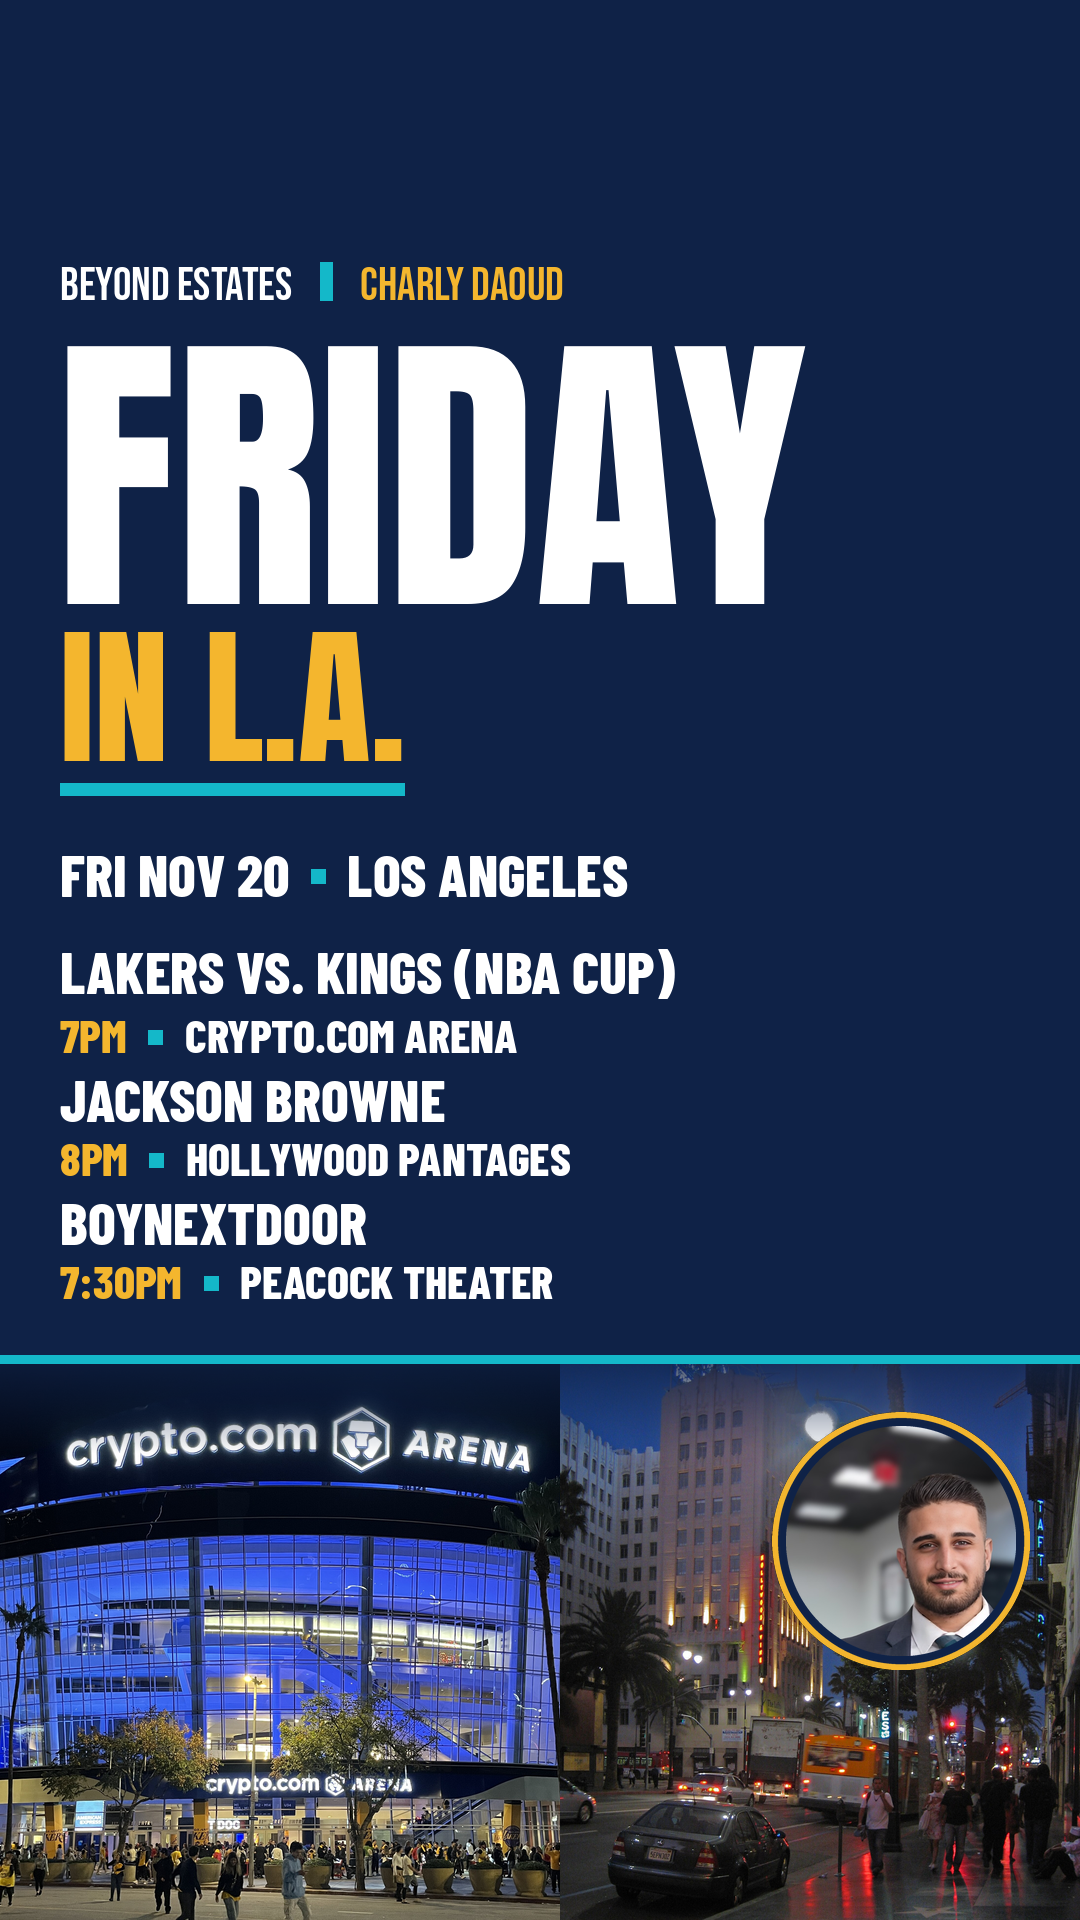 BEYOND ESTATES CHARLY DAOUD
FRIDAY
IN L.A.
FRI NOV 20 ▪ LOS ANGELES
LAKERS VS. KINGS (NBA CUP)
7PM ▪ CRYPTO.COM ARENA
JACKSON BROWNE
8PM ▪ HOLLYWOOD PANTAGES
BOYNEXTDOOR
7:30PM ▪ PEACOCK THEATER
crypto.com ARENA
crypto.com ARENA
TAFT